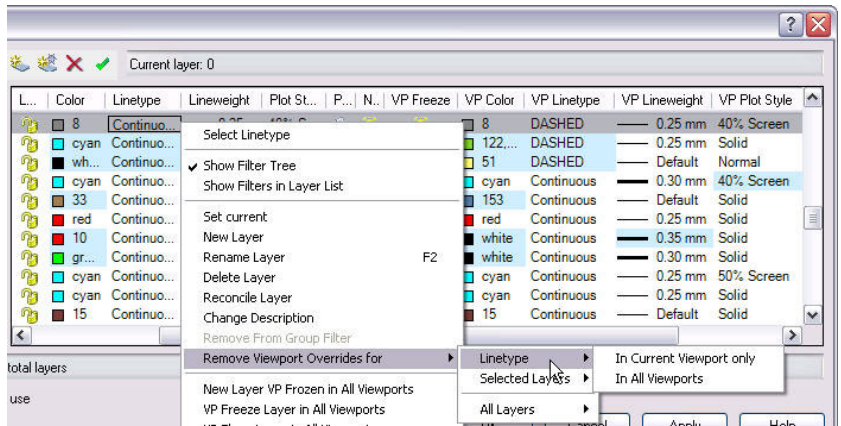 Current layer: 0
L... Color Linetype Lineweight Plot St... P... N.. VP Freeze VP Color VP Linetype VP Lineweight VP Plot Style
8 Continuo... 8 DASHED 0.25 mm 40% Screen
cyan Continuo... 122,... DASHED 0.25 mm Solid
wh... Continuo... 51 DASHED Default Normal
cyan Continuo... cyan Continuous 0.30 mm 40% Screen
33 Continuo... 153 Continuous Default Solid
red Continuo... red Continuous 0.25 mm Solid
10 Continuo... white Continuous 0.35 mm Solid
gr... Continuo... white Continuous 0.30 mm Solid
cyan Continuo... cyan Continuous 0.25 mm 50% Screen
cyan Continuo... cyan Continuous 0.25 mm Solid
15 Continuo... 15 Continuous Default Solid
Select Linetype
Show Filter Tree
Show Filters in Layer List
Set current
New Layer
Rename Layer F2
Delete Layer
Reconcile Layer
Change Description
Remove From Group Filter
Remove Viewport Overrides for
New Layer VP Frozen in All Viewports
VP Freeze Layer in All Viewports
Linetype
Selected Layers
All Layers
In Current Viewport only
In All Viewports
total layers
use
Cancel Apply Help